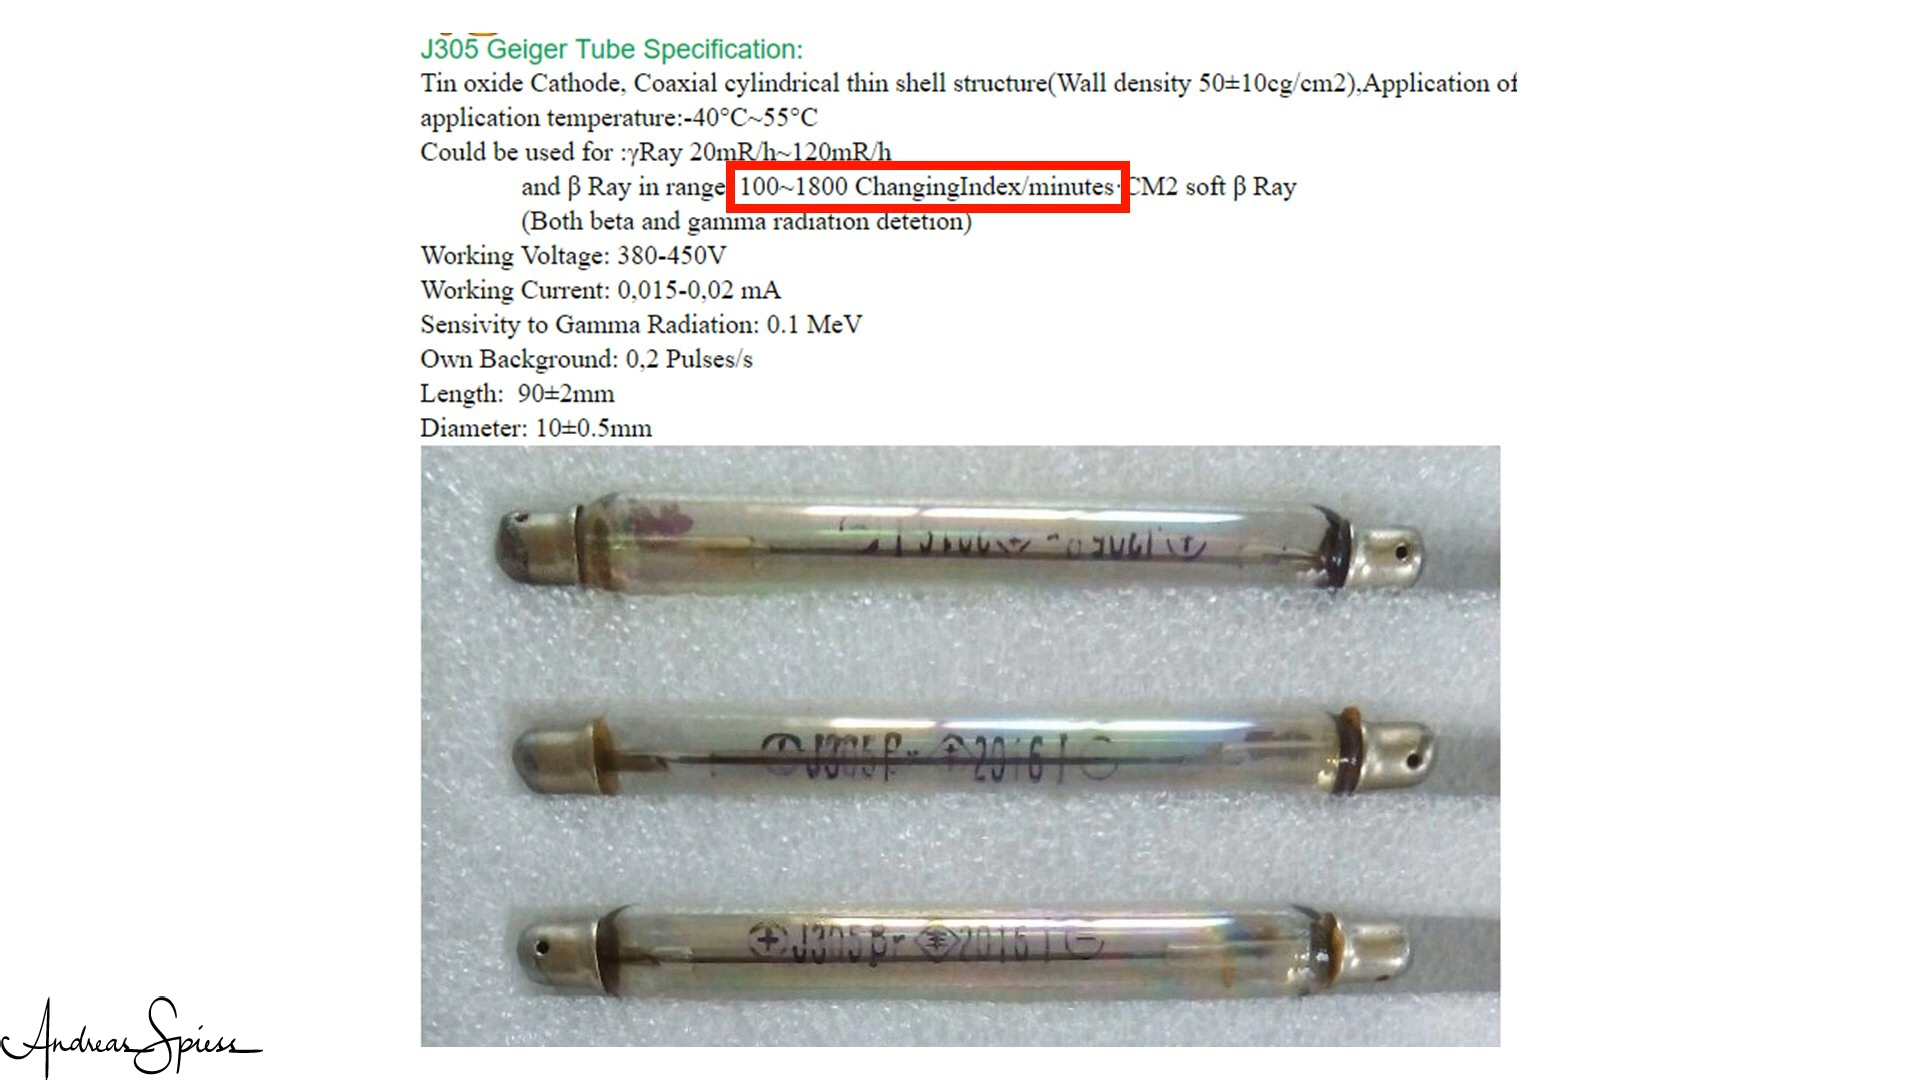 J305 Geiger Tube Specification:
Tin oxide Cathode, Coaxial cylindrical thin shell structure(Wall density 50±10cg/cm2),Application of
application temperature:-40°C~55°C
Could be used for :γRay 20mR/h~120mR/h
and β Ray in range 100~1800 ChangingIndex/minutes·CM2 soft β Ray
(Both beta and gamma radiation detetion)
Working Voltage: 380-450V
Working Current: 0,015-0,02 mA
Sensivity to Gamma Radiation: 0.1 MeV
Own Background: 0,2 Pulses/s
Length:  90±2mm
Diameter: 10±0.5mm
J305β 2016
J305β 2016
Andreas Spiess